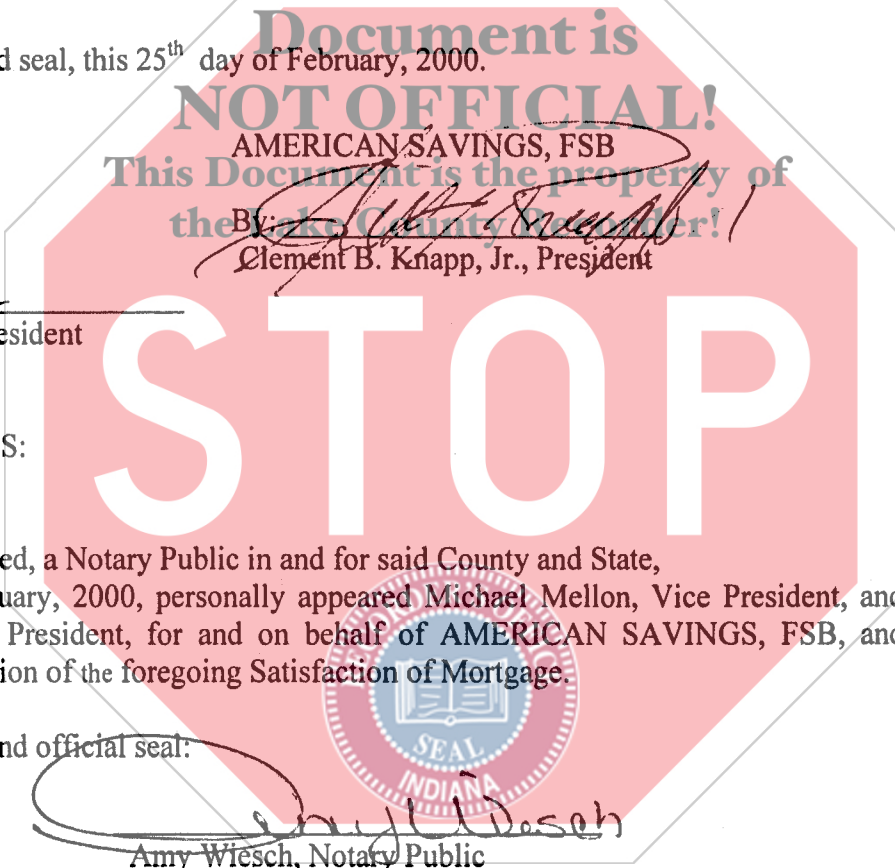 Document is
d seal, this 25th day of February, 2000.
NOT OFFICIAL!
AMERICAN SAVINGS, FSB
This Document is the property of
the Lake County Recorder!
By:
Clement B. Knapp, Jr., President
esident
STOP
S:
ed, a Notary Public in and for said County and State,
uary, 2000, personally appeared Michael Mellon, Vice President, and
President, for and on behalf of AMERICAN SAVINGS, FSB, and
ion of the foregoing Satisfaction of Mortgage.
SEAL
INDIANA
nd official seal:
Amy Wiesch
Amy Wiesch, Notary Public